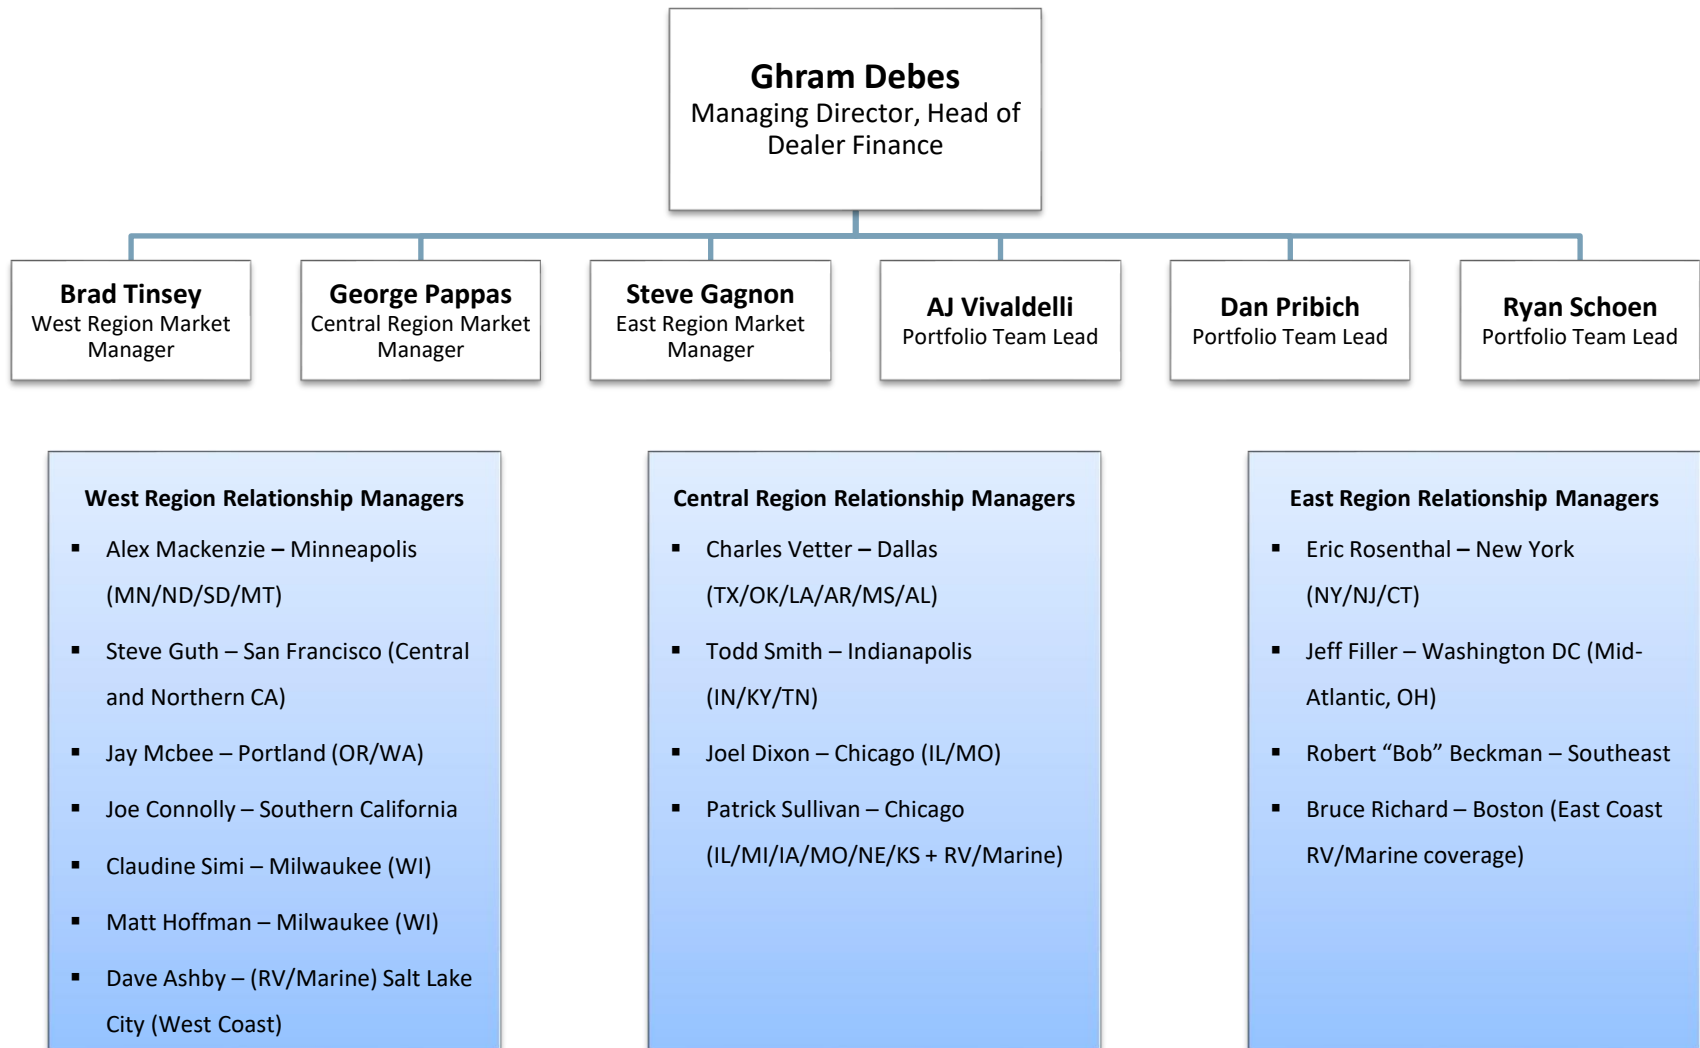 Ghram Debes
Managing Director, Head of
Dealer Finance
Brad Tinsey
West Region Market
Manager
George Pappas
Central Region Market
Manager
Steve Gagnon
East Region Market
Manager
AJ Vivaldelli
Portfolio Team Lead
Dan Pribich
Portfolio Team Lead
Ryan Schoen
Portfolio Team Lead
West Region Relationship Managers
▪ Alex Mackenzie – Minneapolis
(MN/ND/SD/MT)
▪ Steve Guth – San Francisco (Central
and Northern CA)
▪ Jay Mcbee – Portland (OR/WA)
▪ Joe Connolly – Southern California
▪ Claudine Simi – Milwaukee (WI)
▪ Matt Hoffman – Milwaukee (WI)
▪ Dave Ashby – (RV/Marine) Salt Lake
City (West Coast)
Central Region Relationship Managers
▪ Charles Vetter – Dallas
(TX/OK/LA/AR/MS/AL)
▪ Todd Smith – Indianapolis
(IN/KY/TN)
▪ Joel Dixon – Chicago (IL/MO)
▪ Patrick Sullivan – Chicago
(IL/MI/IA/MO/NE/KS + RV/Marine)
East Region Relationship Managers
▪ Eric Rosenthal – New York
(NY/NJ/CT)
▪ Jeff Filler – Washington DC (Mid-
Atlantic, OH)
▪ Robert “Bob” Beckman – Southeast
▪ Bruce Richard – Boston (East Coast
RV/Marine coverage)